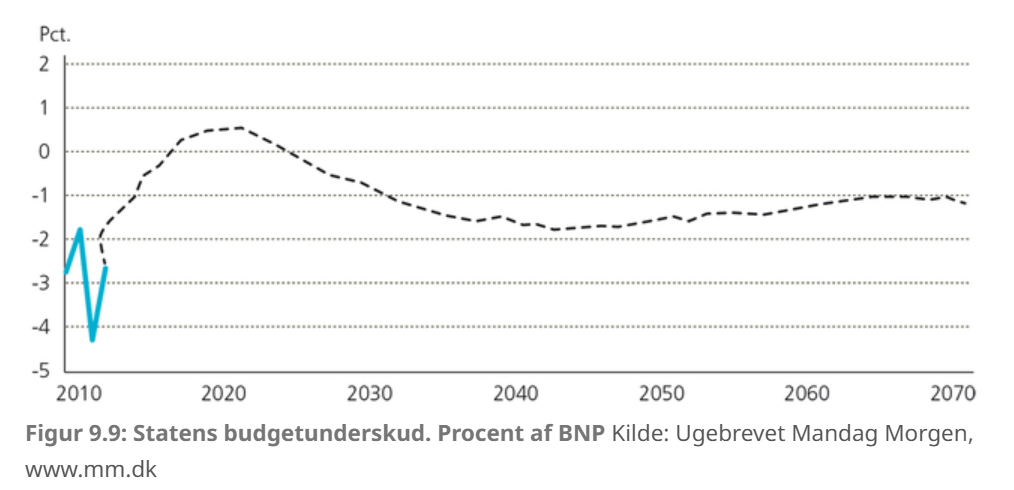 Pct.
2
1
0
-1
-2
-3
-4
-5
2010 2020 2030 2040 2050 2060 2070
Figur 9.9: Statens budgetunderskud. Procent af BNP Kilde: Ugebrevet Mandag Morgen,
www.mm.dk